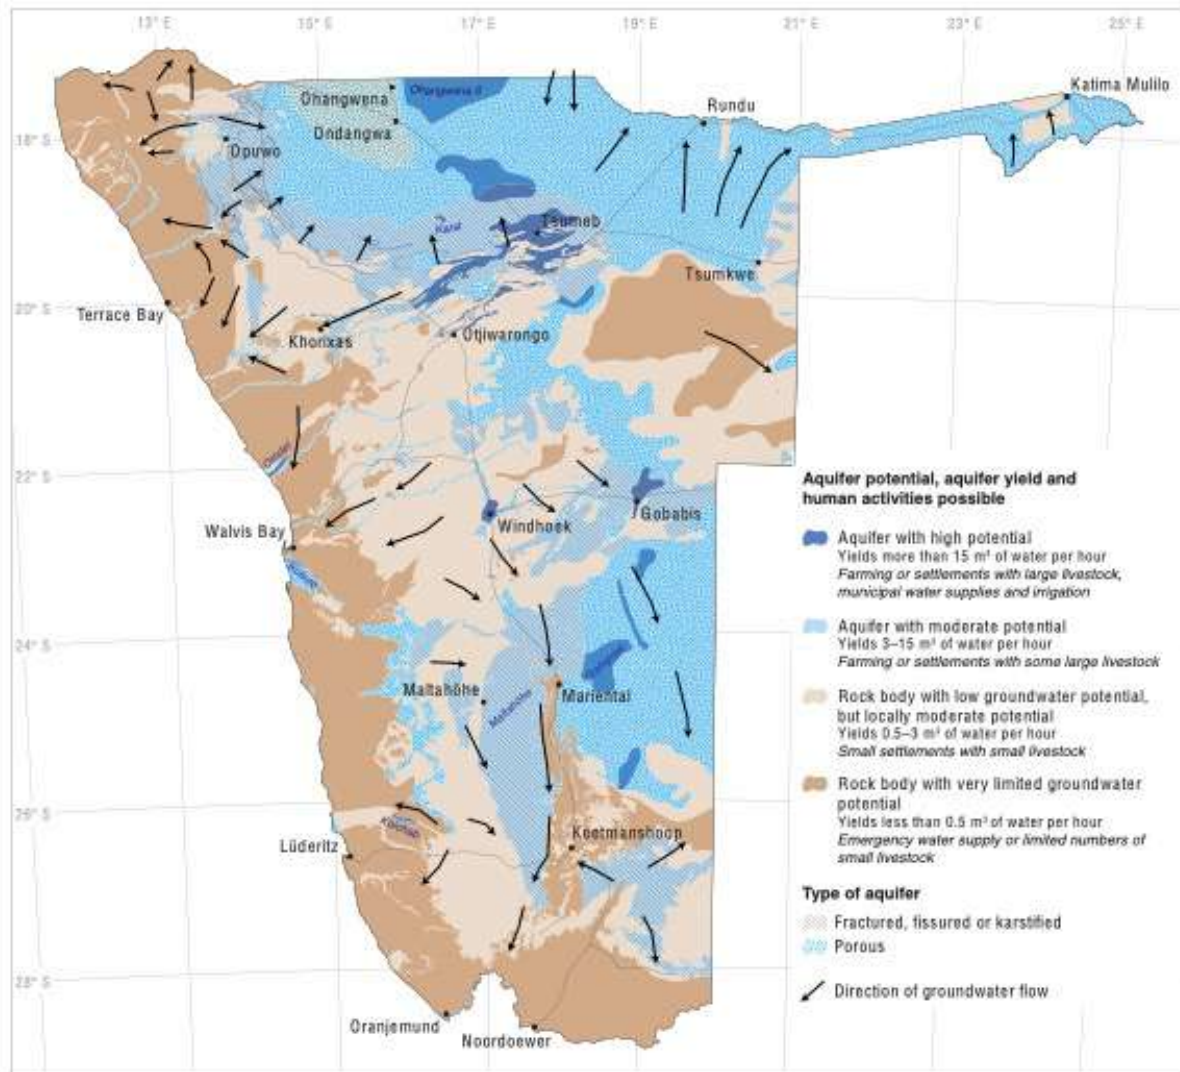 13° E 15° E 17° E 19° E 21° E 23° E 25° E
Katima Mulilo
Ohangwena
Ohangwena II
Rundu
Ondangwa
18° S
Opuwo
Tsumeb
Karst
Tsumkwe
20° S
Terrace Bay
Khorixas
Otjiwarongo
Omdel
22° S
Walvis Bay
Windhoek
Gobabis
24° S
Maltahöhe
Maltahöhe
Mariental
26° S
Koichab
Keetmanshoop
Lüderitz
28° S
Oranjemund
Noordoewer
Aquifer potential, aquifer yield and
human activities possible
Aquifer with high potential
Yields more than 15 m³ of water per hour
Farming or settlements with large livestock,
municipal water supplies and irrigation
Aquifer with moderate potential
Yields 3–15 m³ of water per hour
Farming or settlements with some large livestock
Rock body with low groundwater potential,
but locally moderate potential
Yields 0.5–3 m³ of water per hour
Small settlements with small livestock
Rock body with very limited groundwater
potential
Yields less than 0.5 m³ of water per hour
Emergency water supply or limited numbers of
small livestock
Type of aquifer
Fractured, fissured or karstified
Porous
Direction of groundwater flow